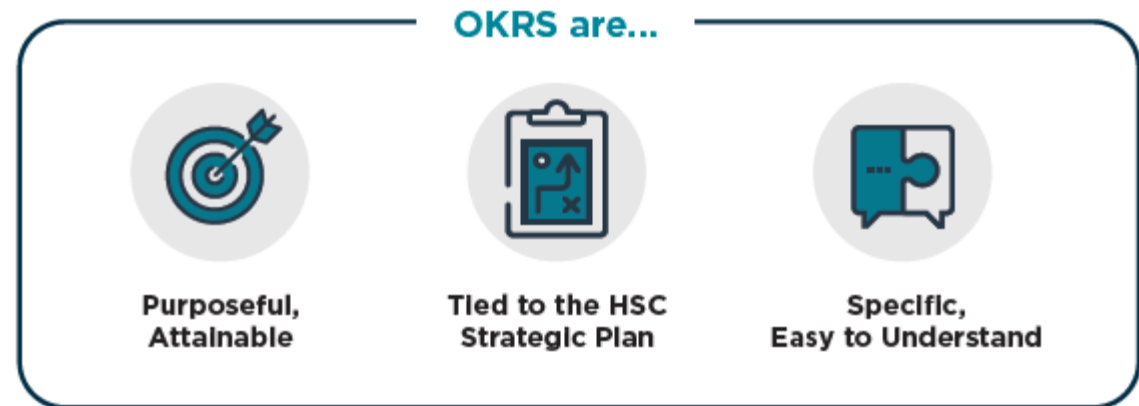 OKRS are...
Purposeful,
Attainable
Tied to the HSC
Strategic Plan
Specific,
Easy to Understand